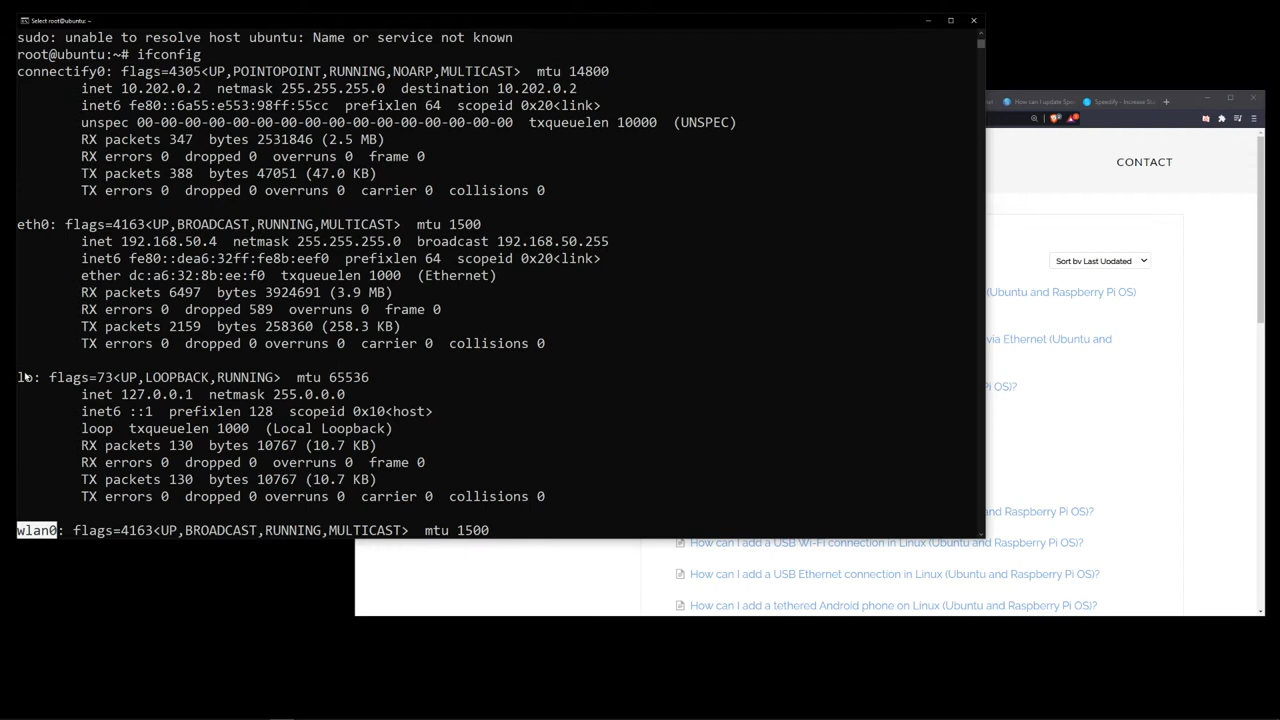 Select root@ubuntu: ~
sudo: unable to resolve host ubuntu: Name or service not known
root@ubuntu:~# ifconfig
connectify0: flags=4305<UP,POINTOPOINT,RUNNING,NOARP,MULTICAST>  mtu 14800
inet 10.202.0.2  netmask 255.255.255.0  destination 10.202.0.2
inet6 fe80::6a55:e553:98ff:55cc  prefixlen 64  scopeid 0x20<link>
unspec 00-00-00-00-00-00-00-00-00-00-00-00-00-00-00-00  txqueuelen 10000  (UNSPEC)
RX packets 347  bytes 2531846 (2.5 MB)
RX errors 0  dropped 0  overruns 0  frame 0
TX packets 388  bytes 47051 (47.0 KB)
TX errors 0  dropped 0 overruns 0  carrier 0  collisions 0
eth0: flags=4163<UP,BROADCAST,RUNNING,MULTICAST>  mtu 1500
inet 192.168.50.4  netmask 255.255.255.0  broadcast 192.168.50.255
inet6 fe80::dea6:32ff:fe8b:eef0  prefixlen 64  scopeid 0x20<link>
ether dc:a6:32:8b:ee:f0  txqueuelen 1000  (Ethernet)
RX packets 6497  bytes 3924691 (3.9 MB)
RX errors 0  dropped 589  overruns 0  frame 0
TX packets 2159  bytes 258360 (258.3 KB)
TX errors 0  dropped 0 overruns 0  carrier 0  collisions 0
lo: flags=73<UP,LOOPBACK,RUNNING>  mtu 65536
inet 127.0.0.1  netmask 255.0.0.0
inet6 ::1  prefixlen 128  scopeid 0x10<host>
loop  txqueuelen 1000  (Local Loopback)
RX packets 130  bytes 10767 (10.7 KB)
RX errors 0  dropped 0  overruns 0  frame 0
TX packets 130  bytes 10767 (10.7 KB)
TX errors 0  dropped 0 overruns 0  carrier 0  collisions 0
wlan0: flags=4163<UP,BROADCAST,RUNNING,MULTICAST>  mtu 1500
How can I update Spe
Speedify - Increase Sta
CONTACT
Sort by Last Updated
(Ubuntu and Raspberry Pi OS)
via Ethernet (Ubuntu and
OS)?
and Raspberry Pi OS)?
How can I add a USB Wi-Fi connection in Linux (Ubuntu and Raspberry Pi OS)?
How can I add a USB Ethernet connection in Linux (Ubuntu and Raspberry Pi OS)?
How can I add a tethered Android phone on Linux (Ubuntu and Raspberry Pi OS)?